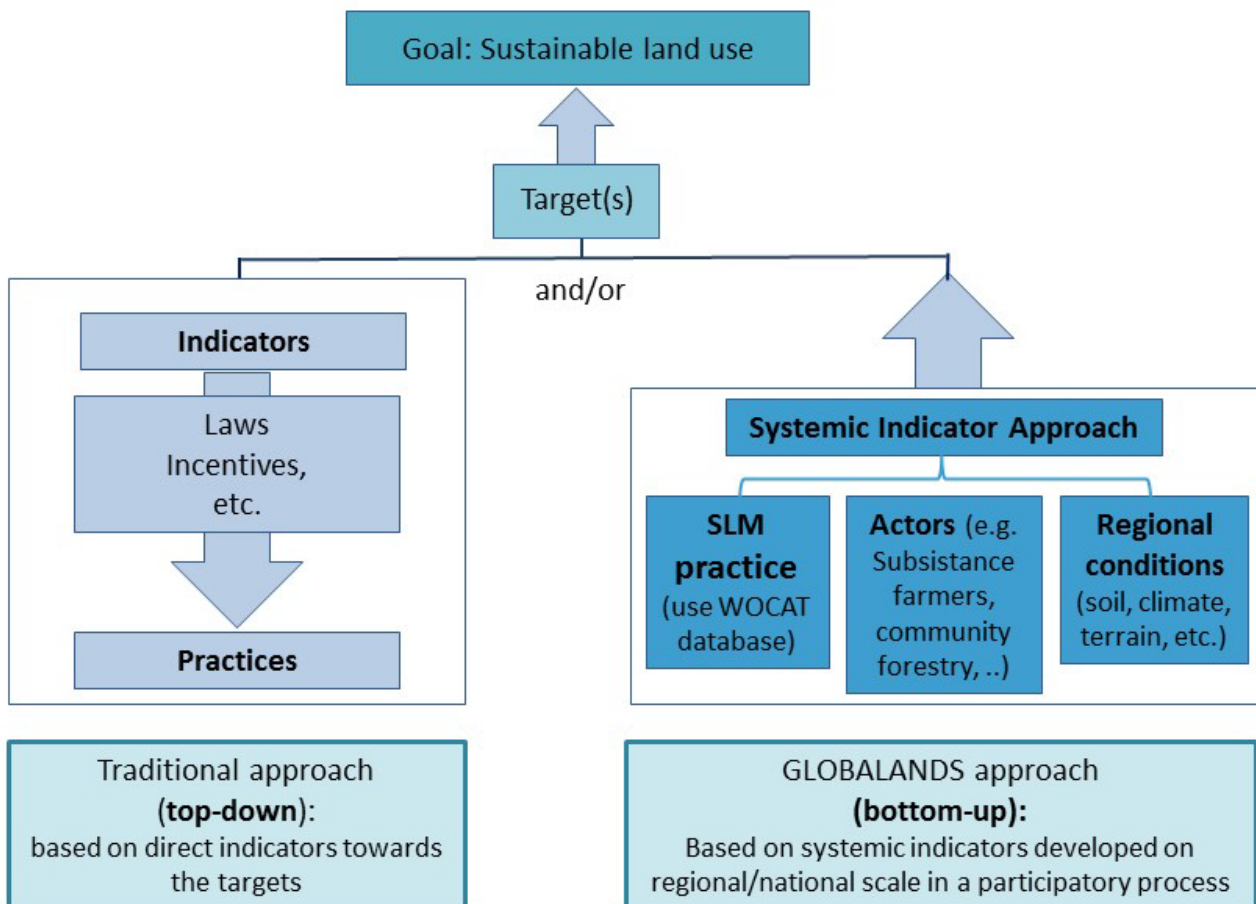 Goal: Sustainable land use
Target(s)
and/or
Indicators
Laws
Incentives,
etc.
Practices
Systemic Indicator Approach
SLM
practice
(use WOCAT
database)
Actors (e.g.
Subsistance
farmers,
community
forestry, ..)
Regional
conditions
(soil, climate,
terrain, etc.)
Traditional approach
(top-down):
based on direct indicators towards
the targets
GLOBALANDS approach
(bottom-up):
Based on systemic indicators developed on
regional/national scale in a participatory process